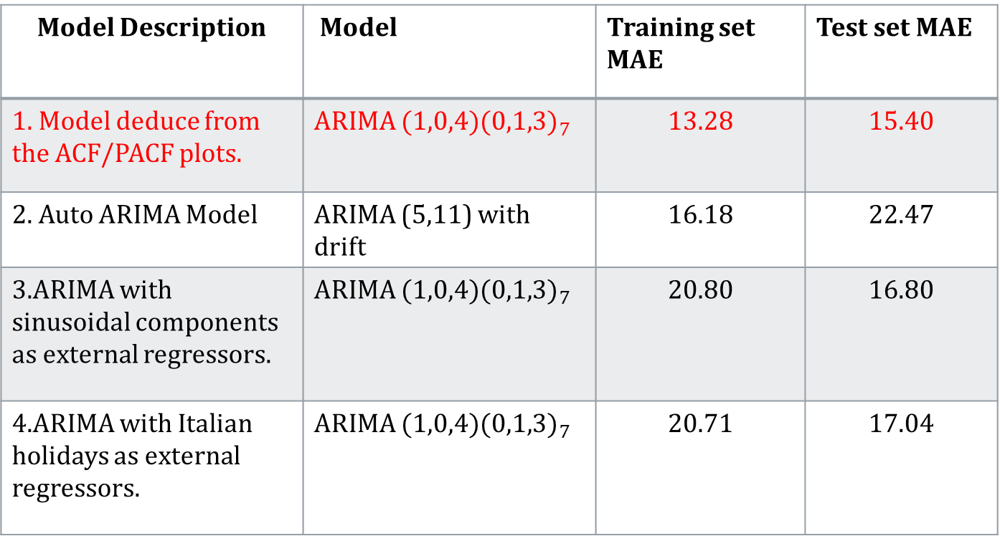 Model Description
Model
Training set
MAE
Test set MAE
1. Model deduce from
the ACF/PACF plots.
ARIMA (1,0,4)(0,1,3)₇
13.28
15.40
2. Auto ARIMA Model
ARIMA (5,11) with
drift
16.18
22.47
3.ARIMA with
sinusoidal components
as external regressors.
ARIMA (1,0,4)(0,1,3)₇
20.80
16.80
4.ARIMA with Italian
holidays as external
regressors.
ARIMA (1,0,4)(0,1,3)₇
20.71
17.04